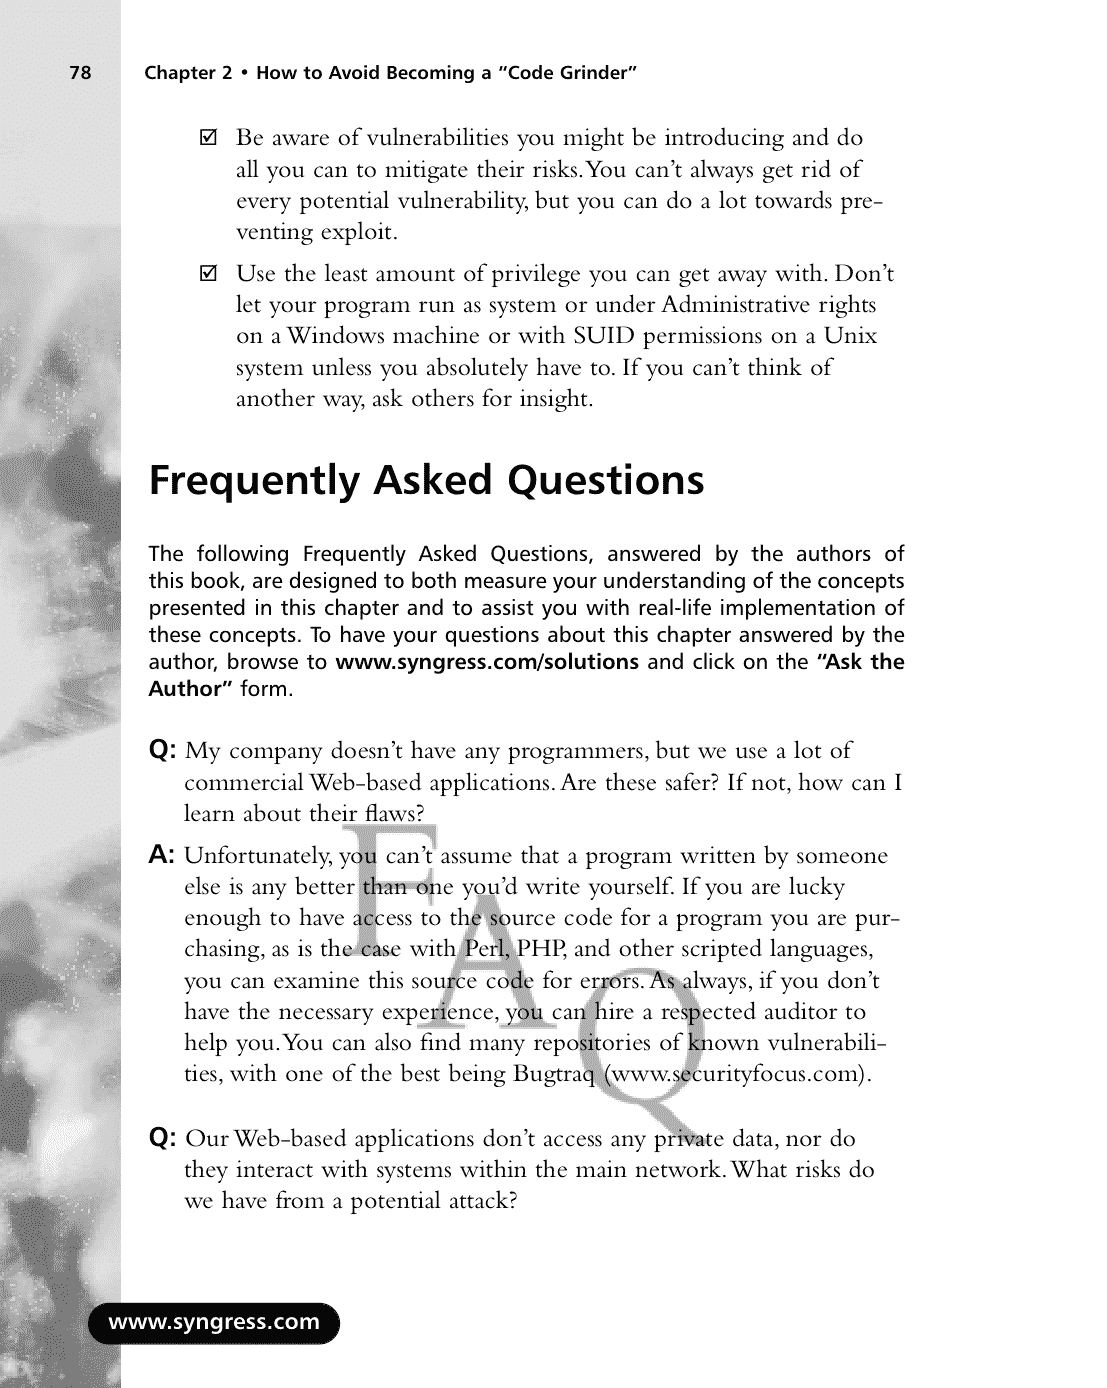 78 Chapter 2 • How to Avoid Becoming a “Code Grinder”
☑ Be aware of vulnerabilities you might be introducing and do
all you can to mitigate their risks. You can’t always get rid of
every potential vulnerability, but you can do a lot towards pre-
venting exploit.
☑ Use the least amount of privilege you can get away with. Don’t
let your program run as system or under Administrative rights
on a Windows machine or with SUID permissions on a Unix
system unless you absolutely have to. If you can’t think of
another way, ask others for insight.
Frequently Asked Questions
The following Frequently Asked Questions, answered by the authors of
this book, are designed to both measure your understanding of the concepts
presented in this chapter and to assist you with real-life implementation of
these concepts. To have your questions about this chapter answered by the
author, browse to www.syngress.com/solutions and click on the “Ask the
Author” form.
Q: My company doesn’t have any programmers, but we use a lot of
commercial Web-based applications. Are these safer? If not, how can I
learn about their flaws?
A: Unfortunately, you can’t assume that a program written by someone
else is any better than one you’d write yourself. If you are lucky
enough to have access to the source code for a program you are pur-
chasing, as is the case with Perl, PHP, and other scripted languages,
you can examine this source code for errors. As always, if you don’t
have the necessary experience, you can hire a respected auditor to
help you. You can also find many repositories of known vulnerabili-
ties, with one of the best being Bugtraq (www.securityfocus.com).
FAQ
Q: Our Web-based applications don’t access any private data, nor do
they interact with systems within the main network. What risks do
we have from a potential attack?
www.syngress.com